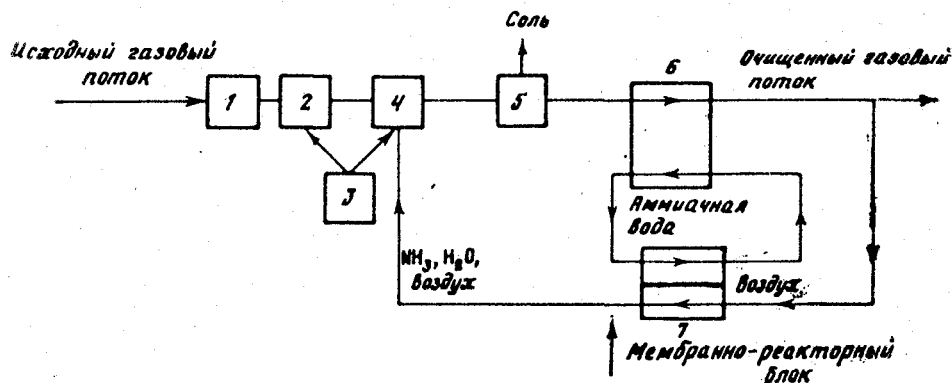 Соль
Исходный газовый
поток
Очищенный газовый
поток
1
2
4
5
6
3
Аммиачная
вода
NH₃, H₂O,
воздух
Воздух
7
Мембранно-реакторный
блок